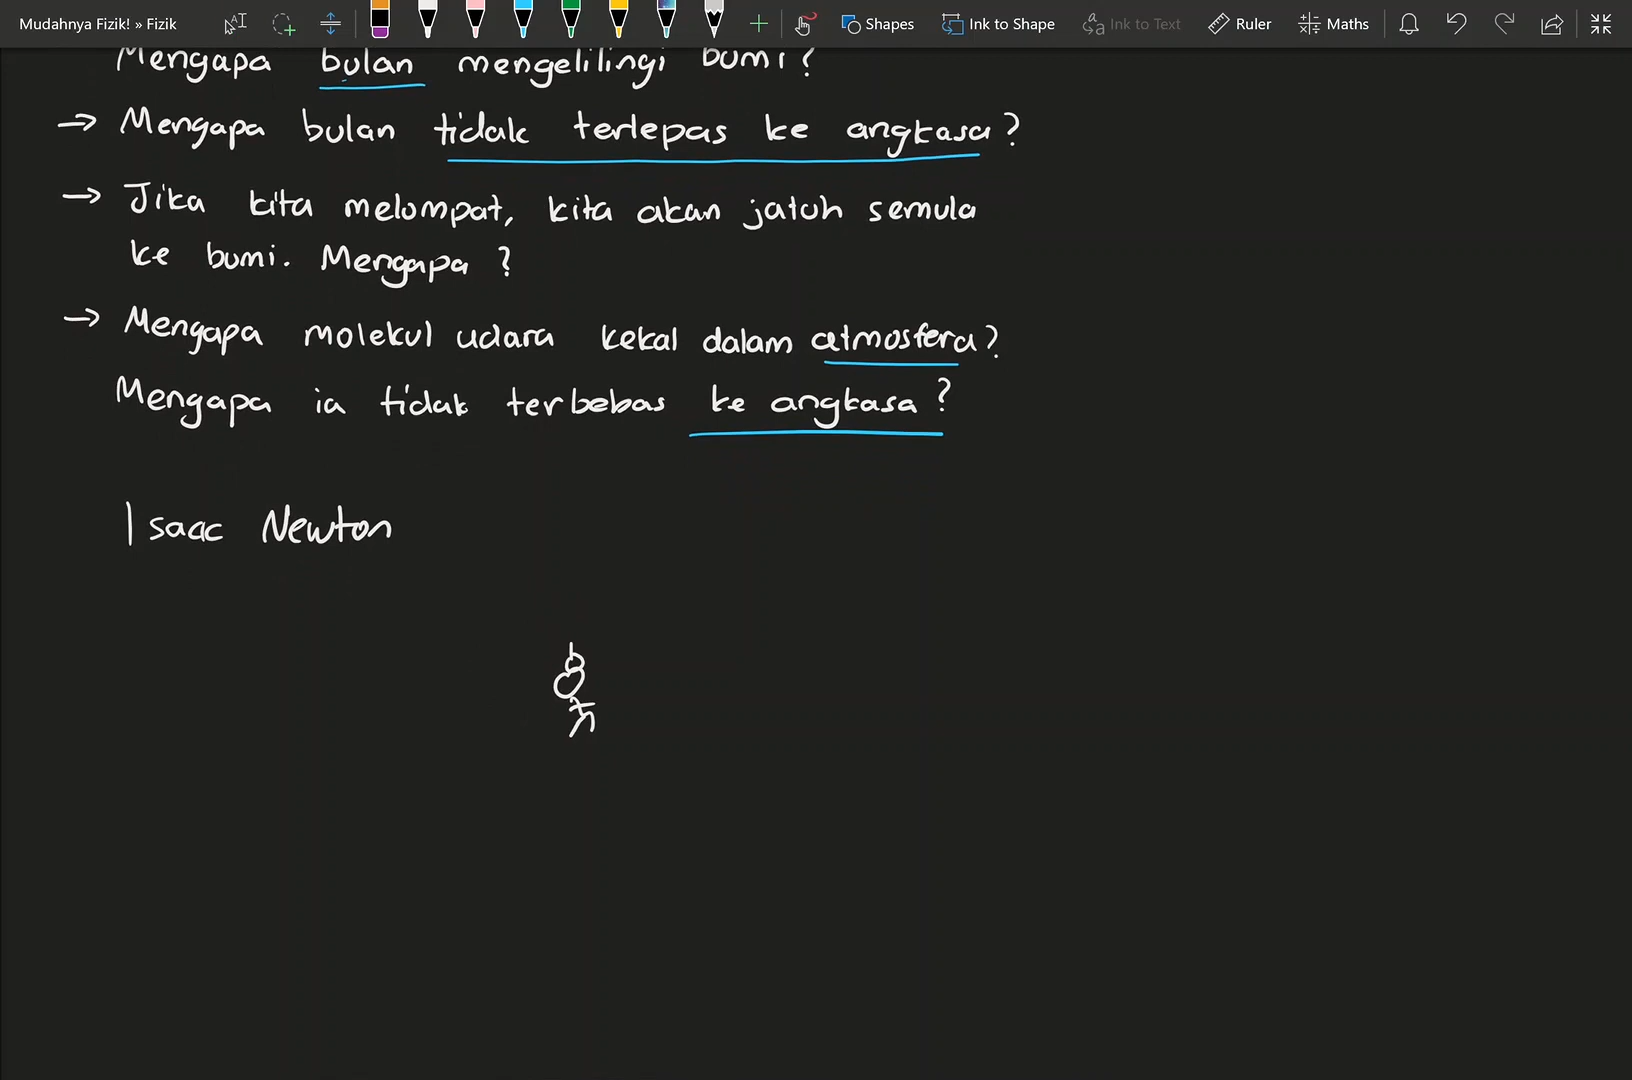 Mudahnya Fizik! » Fizik
Shapes
Ink to Shape
Ink to Text
Ruler
Maths
Mengapa bulan mengelilingi bumi?
→ Mengapa bulan tidak terlepas ke angkasa?
→ Jika kita melompat, kita akan jatuh semula
ke bumi. Mengapa?
→ Mengapa molekul udara kekal dalam atmosfera?
Mengapa ia tidak terbebas ke angkasa?
Isaac Newton